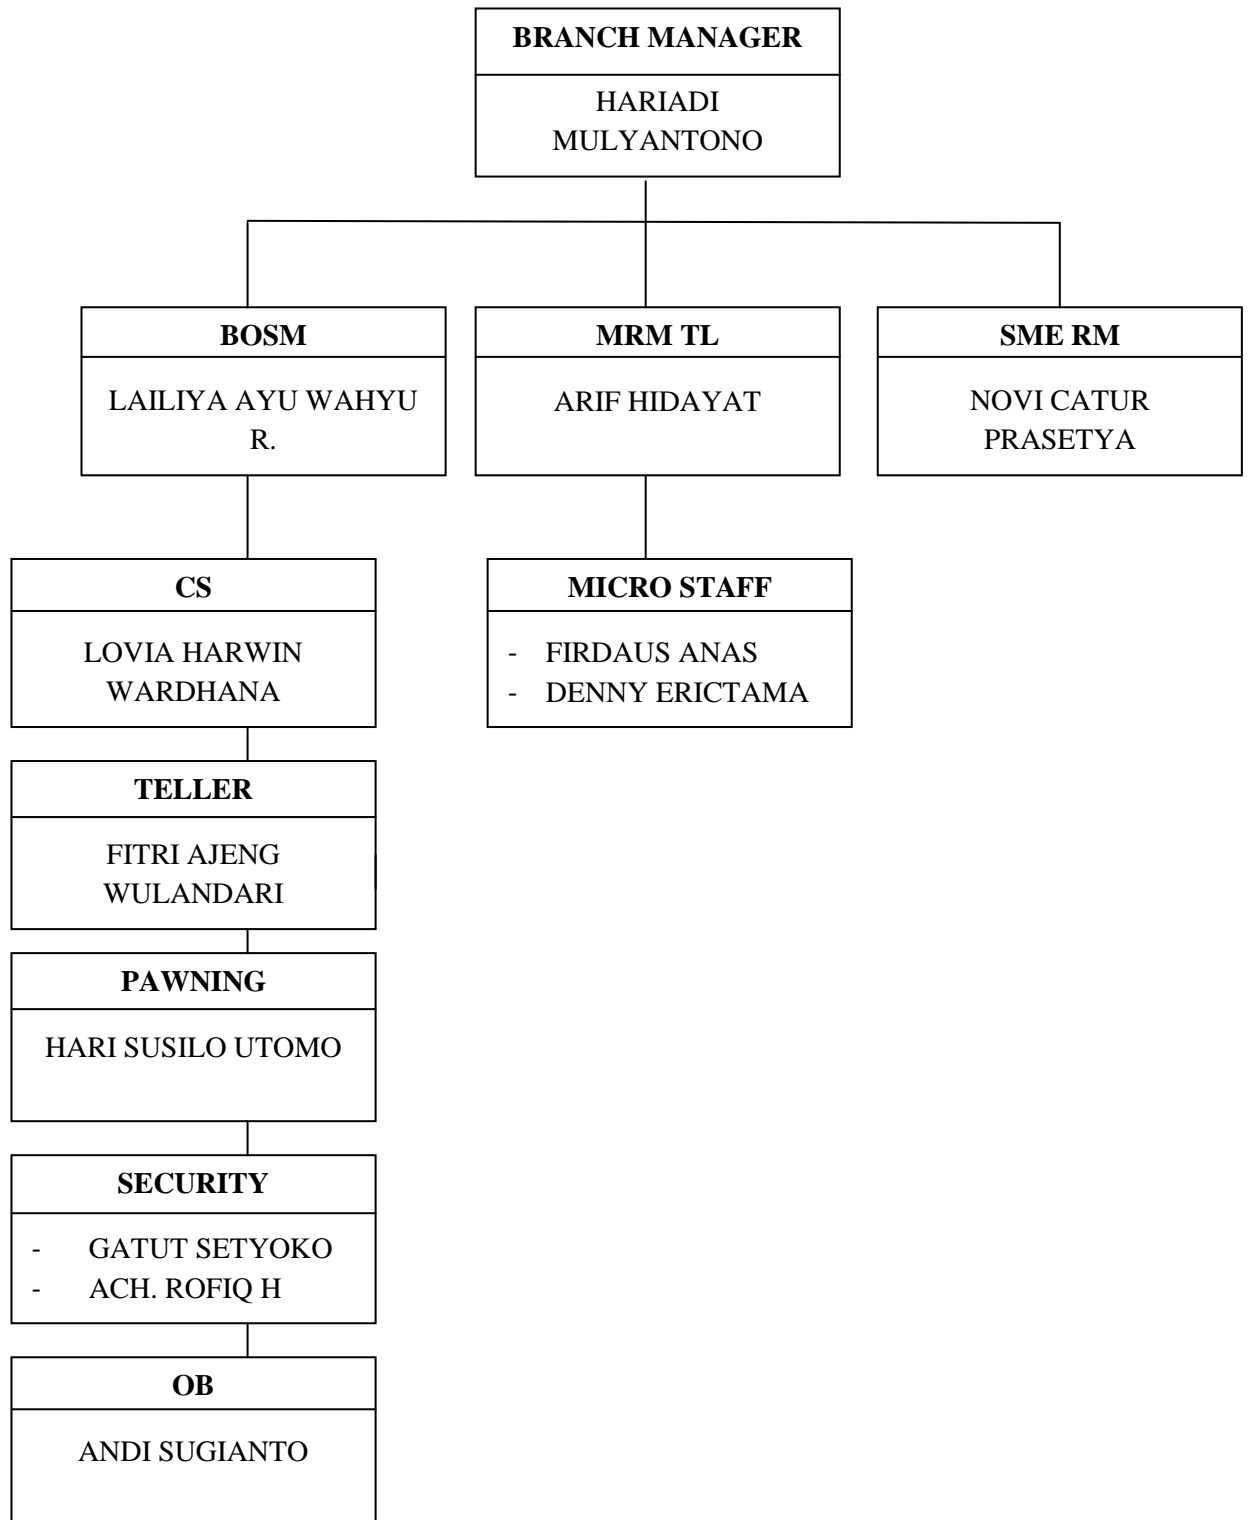 BRANCH MANAGER
HARIADI
MULYANTONO
BOSM
LAILIYA AYU WAHYU
R.
MRM TL
ARIF HIDAYAT
SME RM
NOVI CATUR
PRASETYA
CS
LOVIA HARWIN
WARDHANA
MICRO STAFF
- FIRDAUS ANAS
- DENNY ERICTAMA
TELLER
FITRI AJENG
WULANDARI
PAWNING
HARI SUSILO UTOMO
SECURITY
- GATUT SETYOKO
- ACH. ROFIQ H
OB
ANDI SUGIANTO